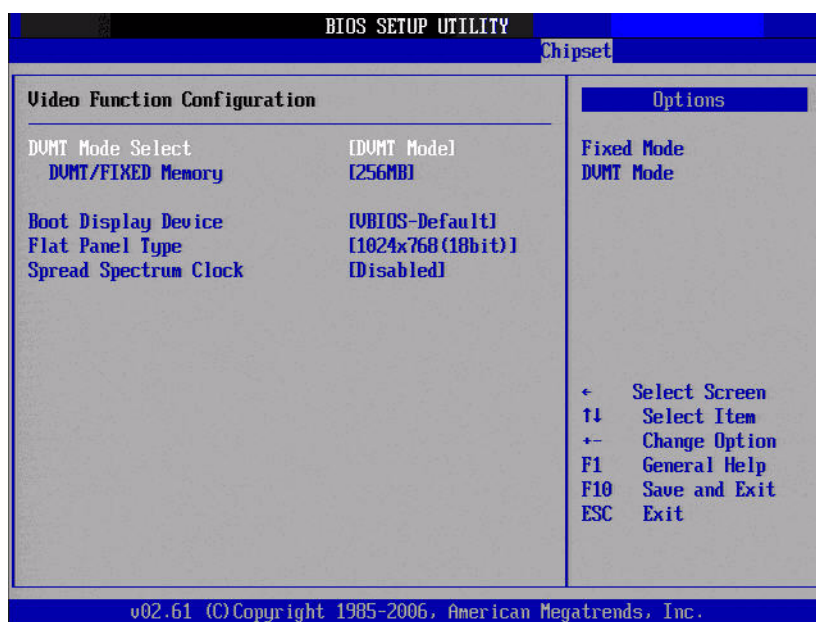 BIOS SETUP UTILITY
Chipset
Video Function Configuration
DVMT Mode Select [DVMT Mode]
DVMT/FIXED Memory [256MB]
Boot Display Device [VBIOS-Default]
Flat Panel Type [1024x768(18bit)]
Spread Spectrum Clock [Disabled]
Options
Fixed Mode
DVMT Mode
← Select Screen
↑↓ Select Item
+- Change Option
F1 General Help
F10 Save and Exit
ESC Exit
v02.61 (C)Copyright 1985-2006, American Megatrends, Inc.